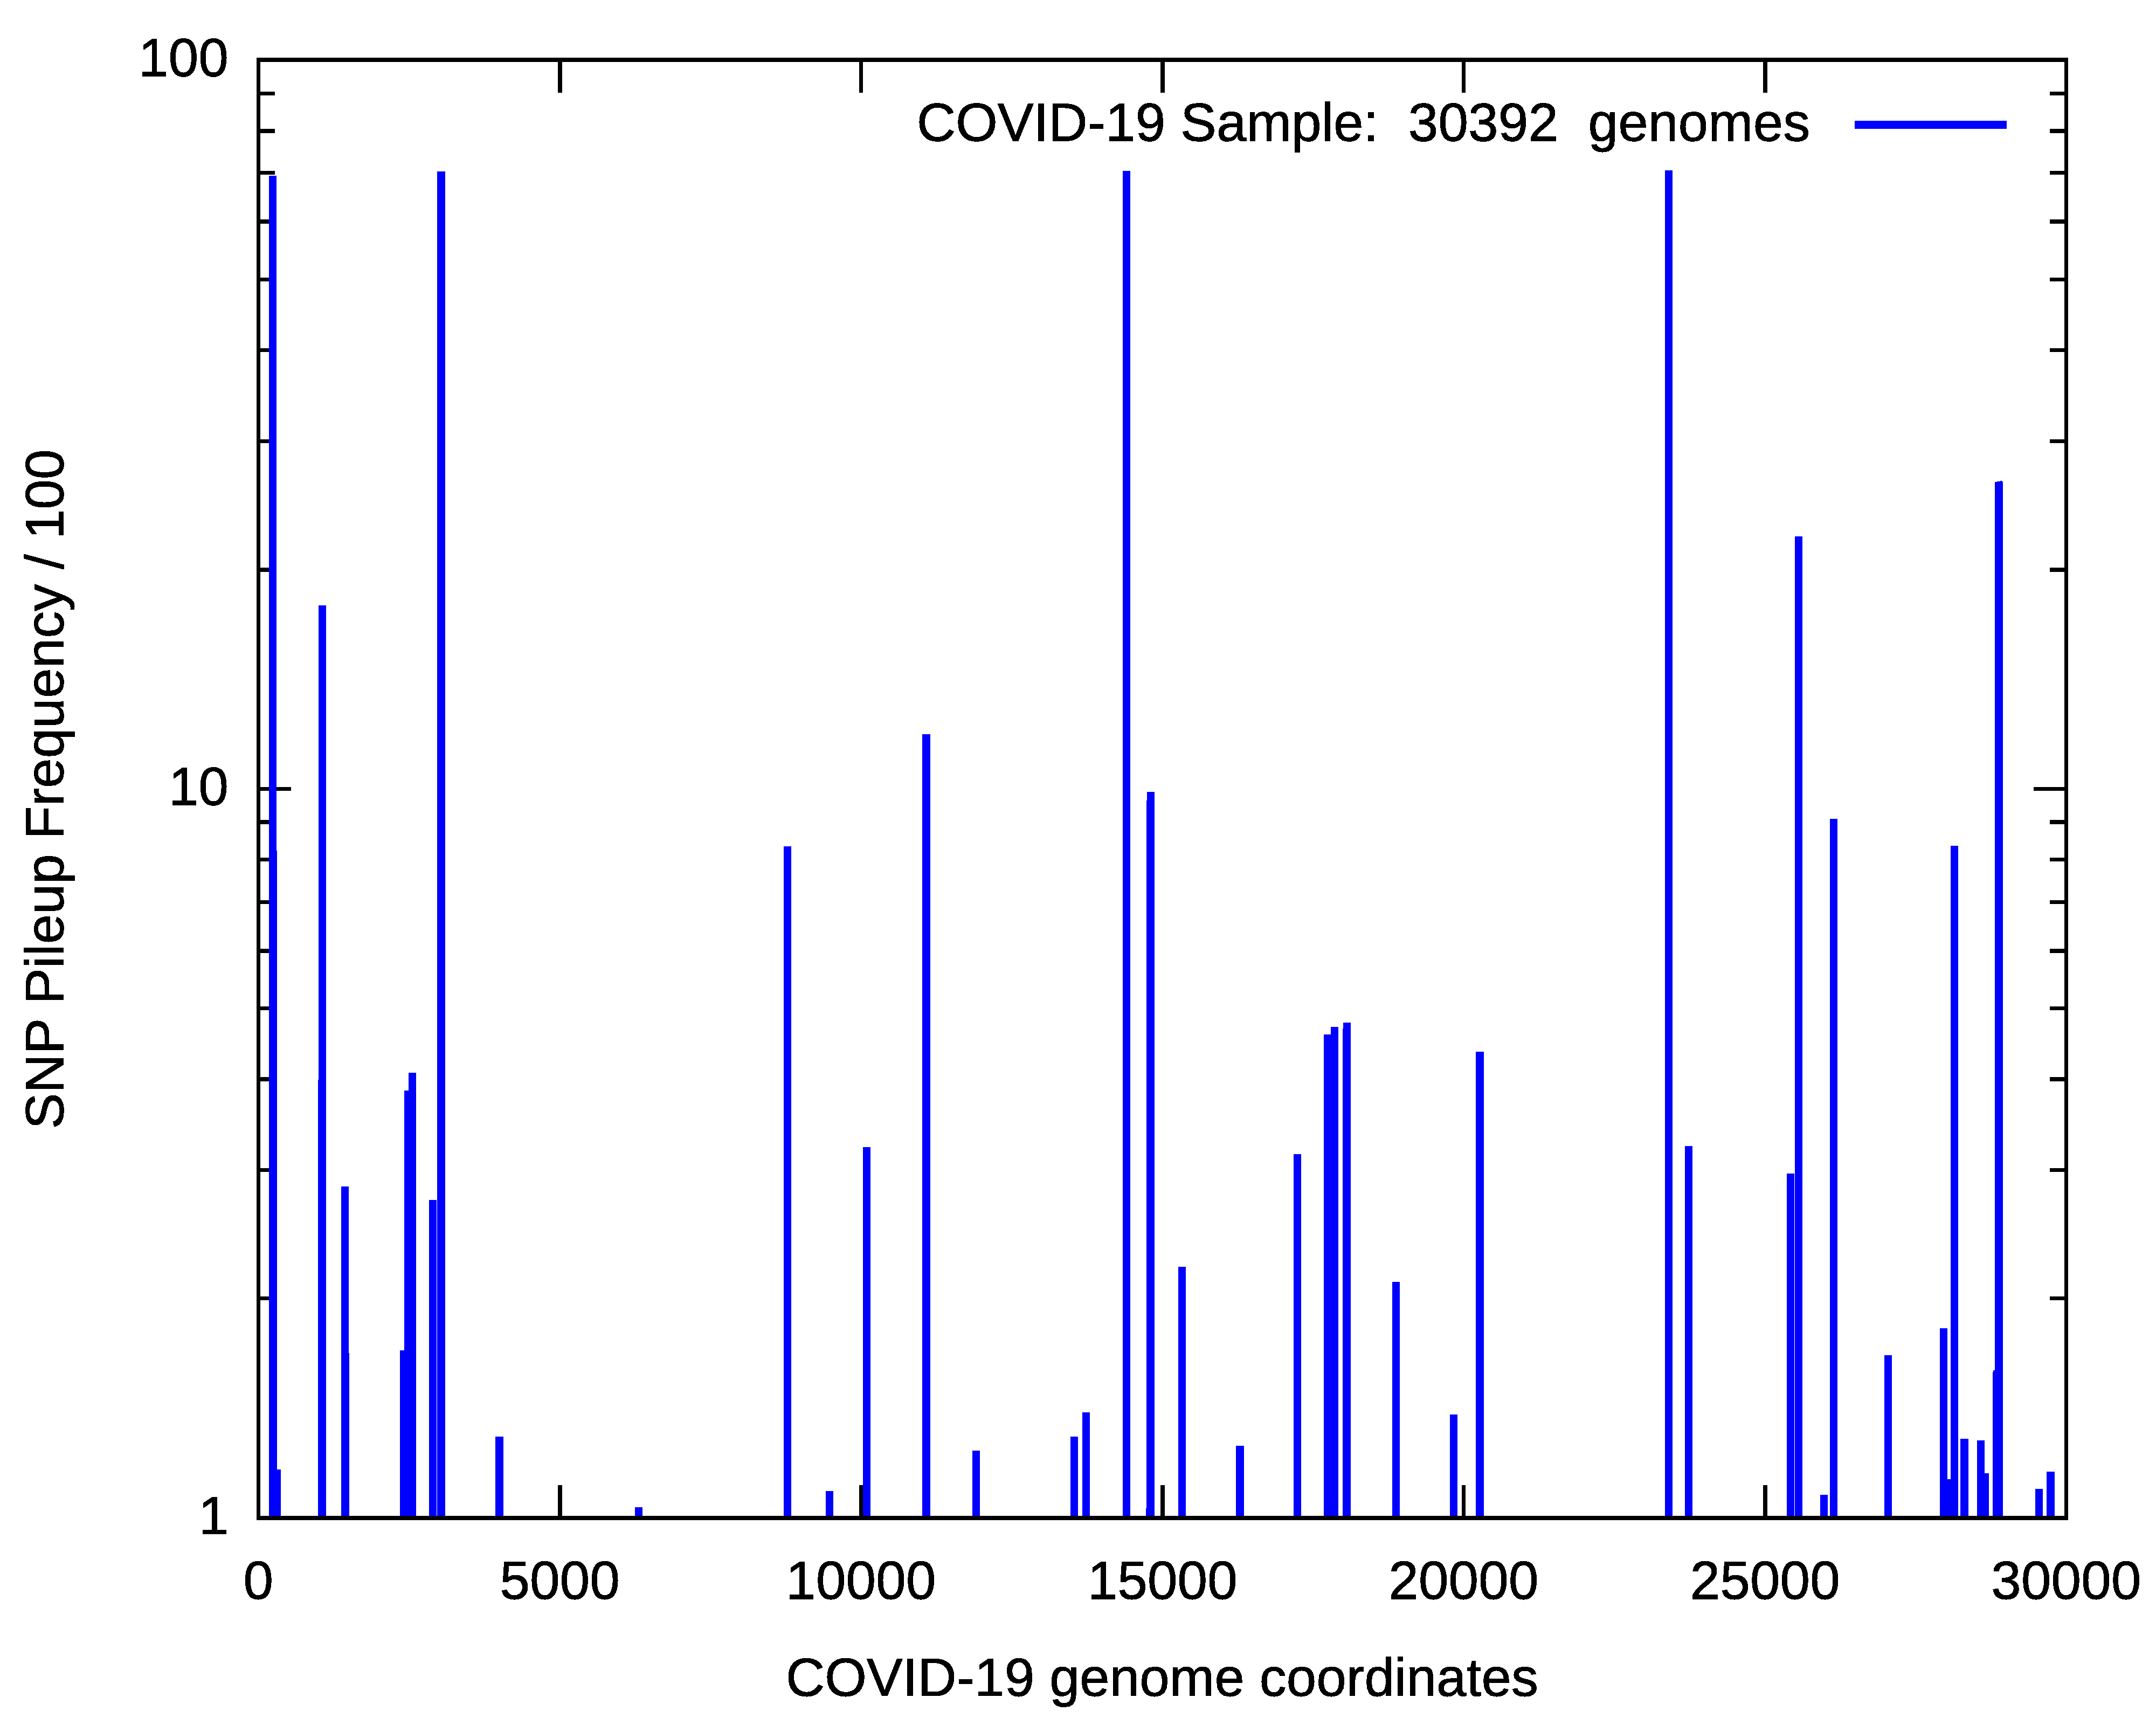 100
COVID-19 Sample:  30392  genomes
SNP Pileup Frequency / 100
10
1
0 5000 10000 15000 20000 25000 30000
COVID-19 genome coordinates